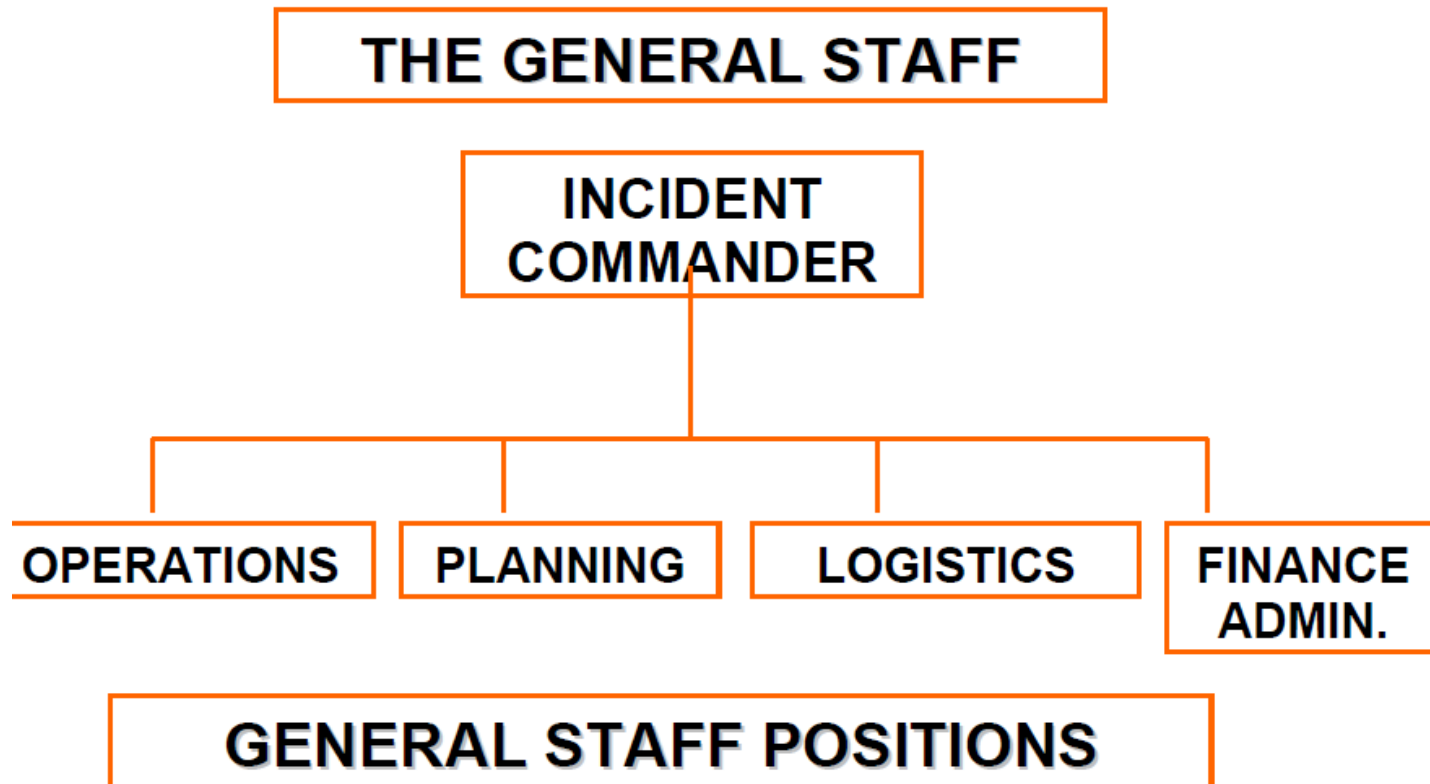 THE GENERAL STAFF
INCIDENT
COMMANDER
OPERATIONS
PLANNING
LOGISTICS
FINANCE
ADMIN.
GENERAL STAFF POSITIONS